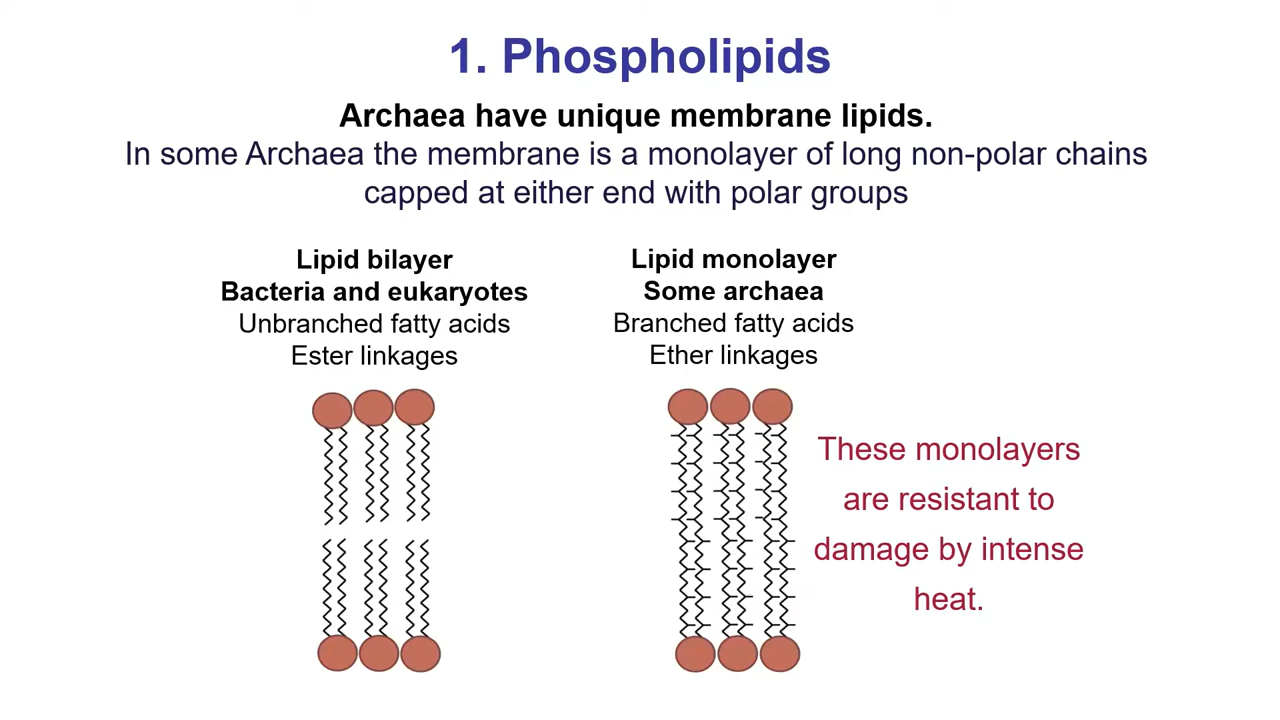 1. Phospholipids
Archaea have unique membrane lipids.
In some Archaea the membrane is a monolayer of long non-polar chains
capped at either end with polar groups
Lipid bilayer
Bacteria and eukaryotes
Unbranched fatty acids
Ester linkages
Lipid monolayer
Some archaea
Branched fatty acids
Ether linkages
These monolayers
are resistant to
damage by intense
heat.